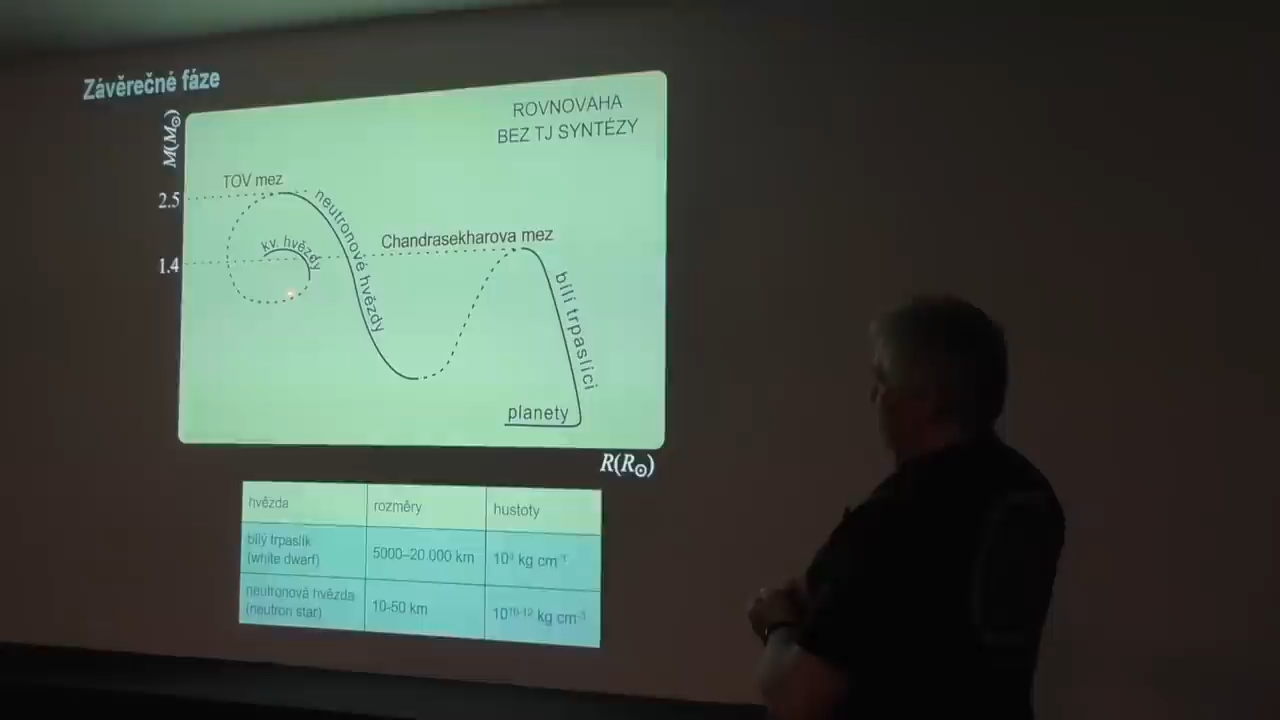 Závěrečné fáze
M(M☉)
ROVNOVAHA
BEZ TJ SYNTÉZY
TOV mez
2.5
neutronové hvězdy
kv. hvězdy
Chandrasekharova mez
1.4
bílí trpaslíci
planety
R(R☉)
hvězda rozměry hustoty
bílý trpaslík
(white dwarf) 5000–20 000 km kg cm⁻³
neutronová hvězda
(neutron star) 10-50 km 10¹⁰⁻¹² kg cm⁻³